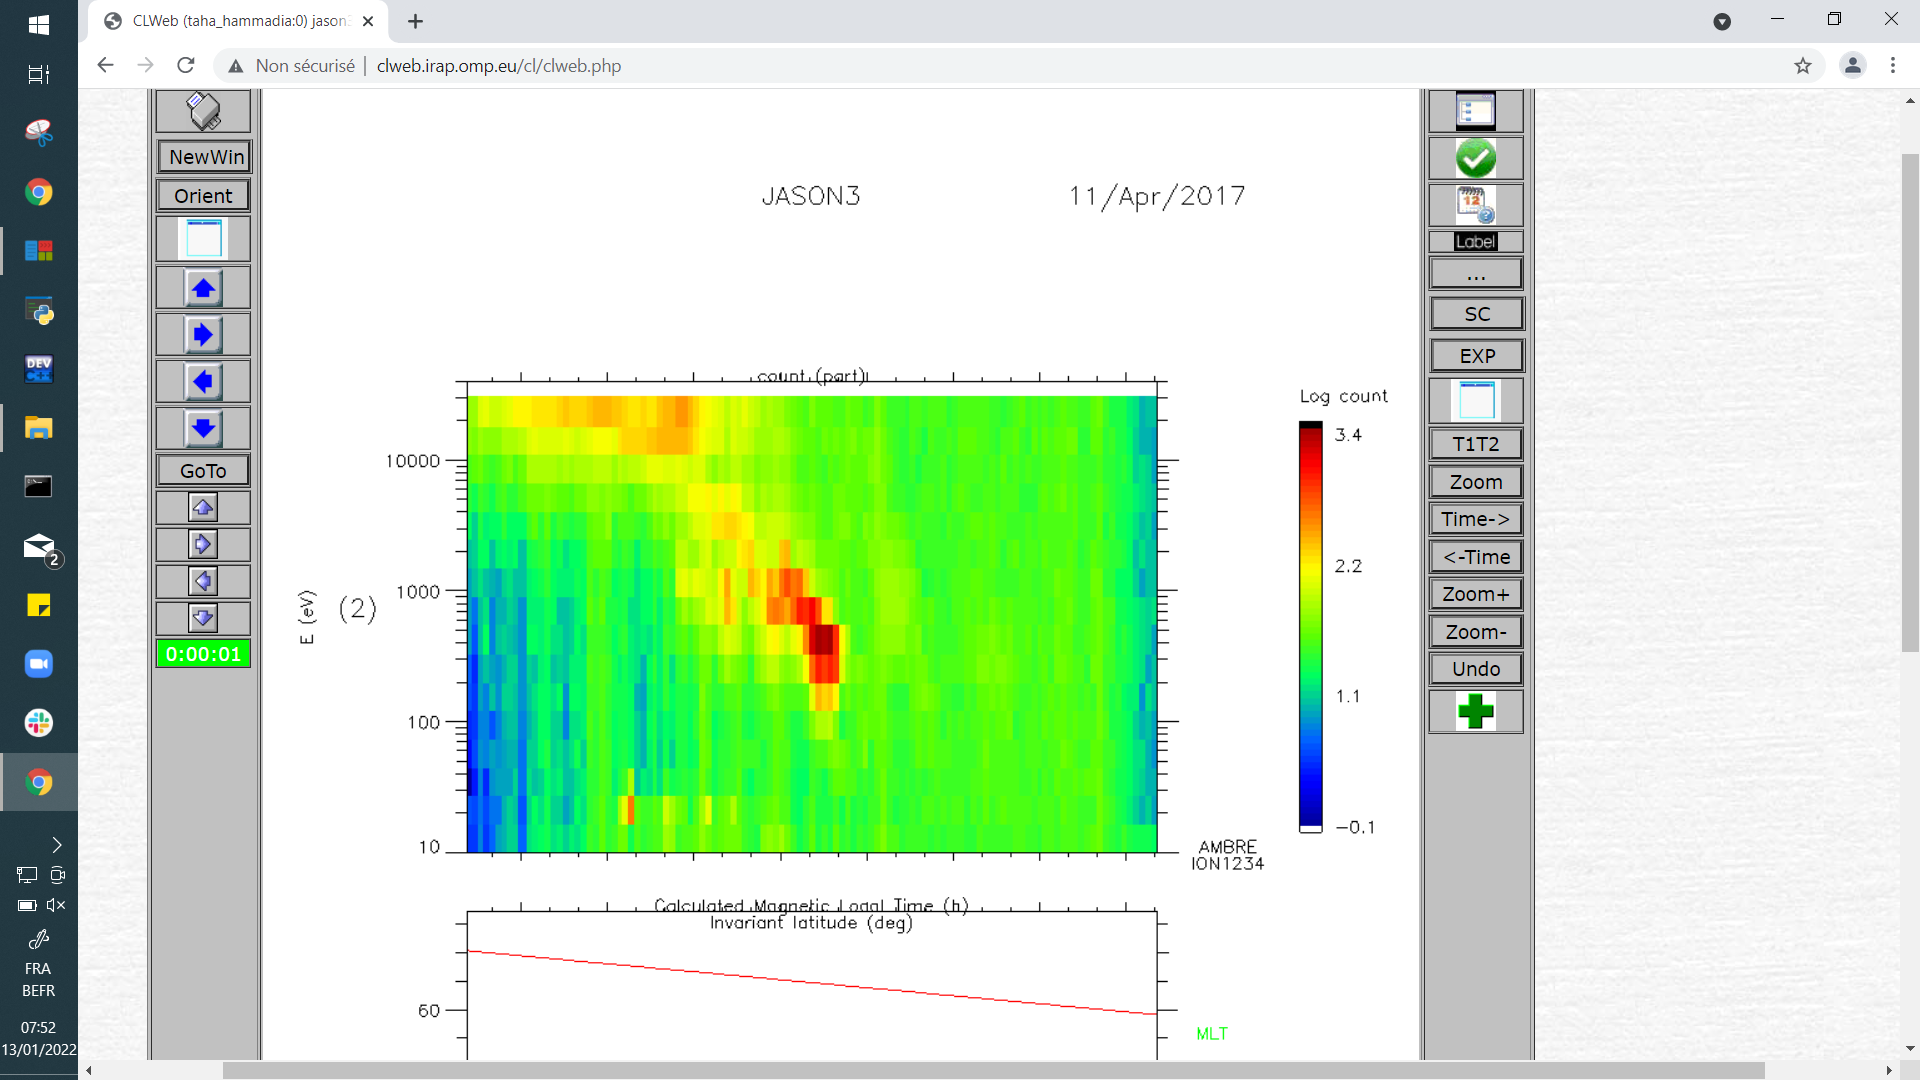 CLWeb (taha_hammadia:0) jason3
Non sécurisé | clweb.irap.omp.eu/cl/clweb.php
NewWin
Orient
GoTo
0:00:01
JASON3 11/Apr/2017
count (part)
10000
1000
100
10
E (eV)
(2)
Log count
3.4
2.2
1.1
−0.1
AMBRE
ION1234
Calculated Magnetic Local Time (h)
Invariant latitude (deg)
60
MLT
12
Label
...
SC
EXP
T1T2
Zoom
Time->
<-Time
Zoom+
Zoom-
Undo
DEV
C++
2
FRA
BEFR
07:52
13/01/2022